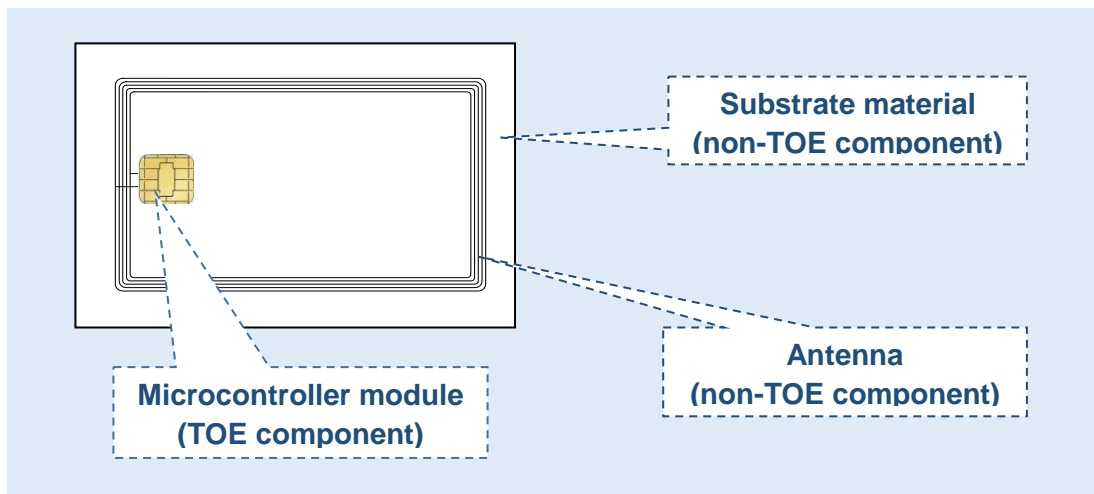 Substrate material
(non-TOE component)
Antenna
(non-TOE component)
Microcontroller module
(TOE component)